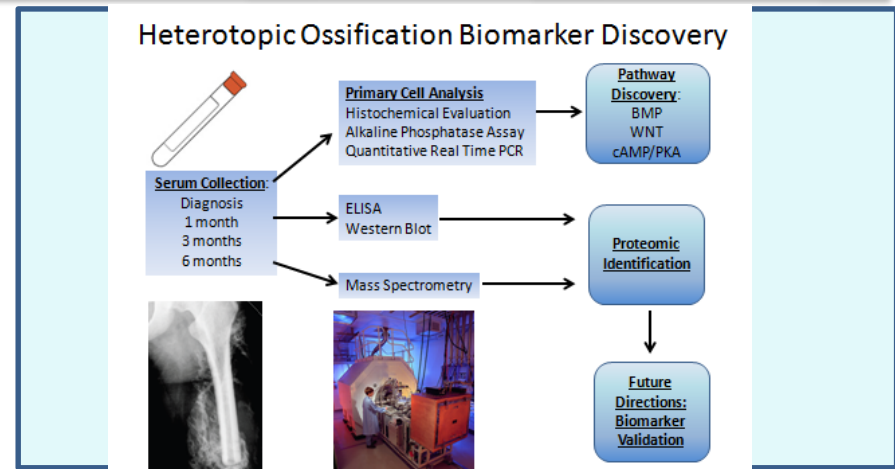 Heterotopic Ossification Biomarker Discovery
Serum Collection:
Diagnosis
1 month
3 months
6 months
Primary Cell Analysis
Histochemical Evaluation
Alkaline Phosphatase Assay
Quantitative Real Time PCR
Pathway
Discovery:
BMP
WNT
cAMP/PKA
ELISA
Western Blot
Mass Spectrometry
Proteomic
Identification
Future
Directions:
Biomarker
Validation